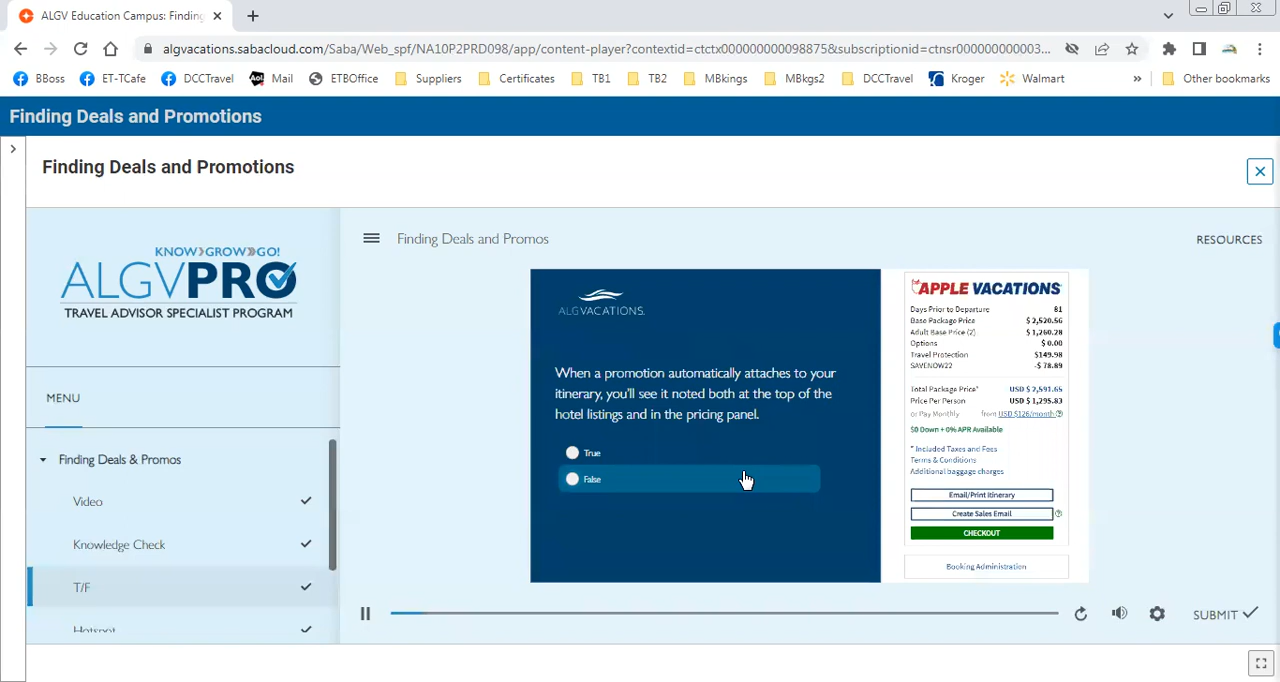 ALGV Education Campus: Finding
algvacations.sabacloud.com/Saba/Web_spf/NA10P2PRD098/app/content-player?contextid=ctctx000000000098875&subscriptionid=ctnsr000000000003...
BBoss ET-TCafe DCCTravel Mail ETBOffice Suppliers Certificates TB1 TB2 MBkings MBkgs2 DCCTravel Kroger Walmart » Other bookmarks
Finding Deals and Promotions
Finding Deals and Promotions
KNOW»GROW»GO!
ALGVPRO
TRAVEL ADVISOR SPECIALIST PROGRAM
MENU
Finding Deals & Promos
Video
Knowledge Check
T/F
Hotspot
Finding Deals and Promos
RESOURCES
ALGVACATIONS.
When a promotion automatically attaches to your
itinerary, you'll see it noted both at the top of the
hotel listings and in the pricing panel.
True
False
APPLE VACATIONS
Days Prior to Departure 81
Base Package Price $ 2,520.56
Adult Base Price (2) $ 1,260.28
Options $ 0.00
Travel Protection $149.98
SAVENOW22 -$ 78.89
Total Package Price* USD $ 2,591.65
Price Per Person USD $ 1,295.83
or Pay Monthly from USD $126/month
$0 Down + 0% APR Available
* Included Taxes and Fees
Terms & Conditions
Additional baggage charges
Email/Print Itinerary
Create Sales Email
CHECKOUT
Booking Administration
SUBMIT